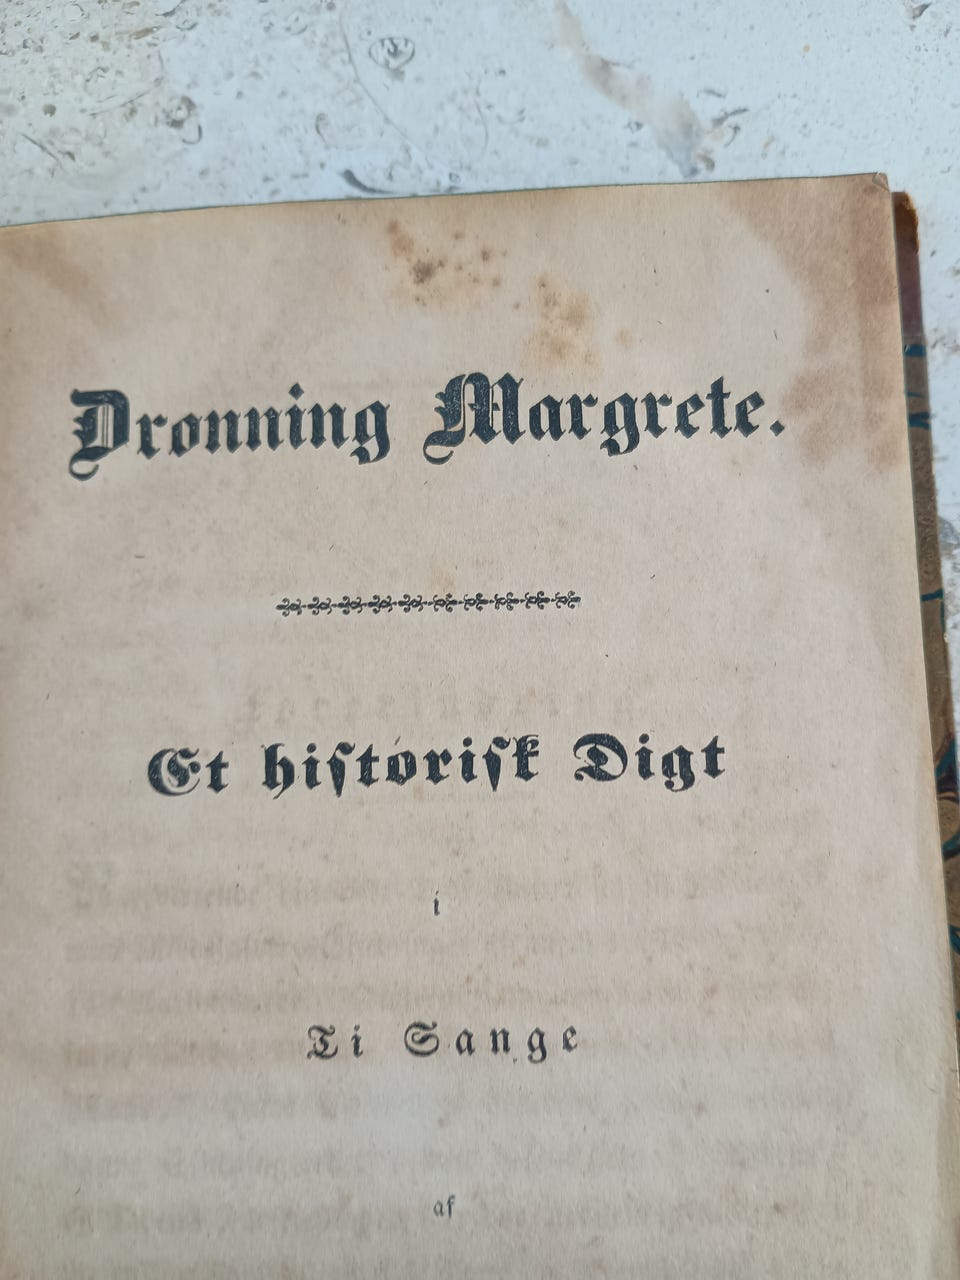 Dronning Margrete.
Et hiſtoriſk Digt
i
Ti Sange
af